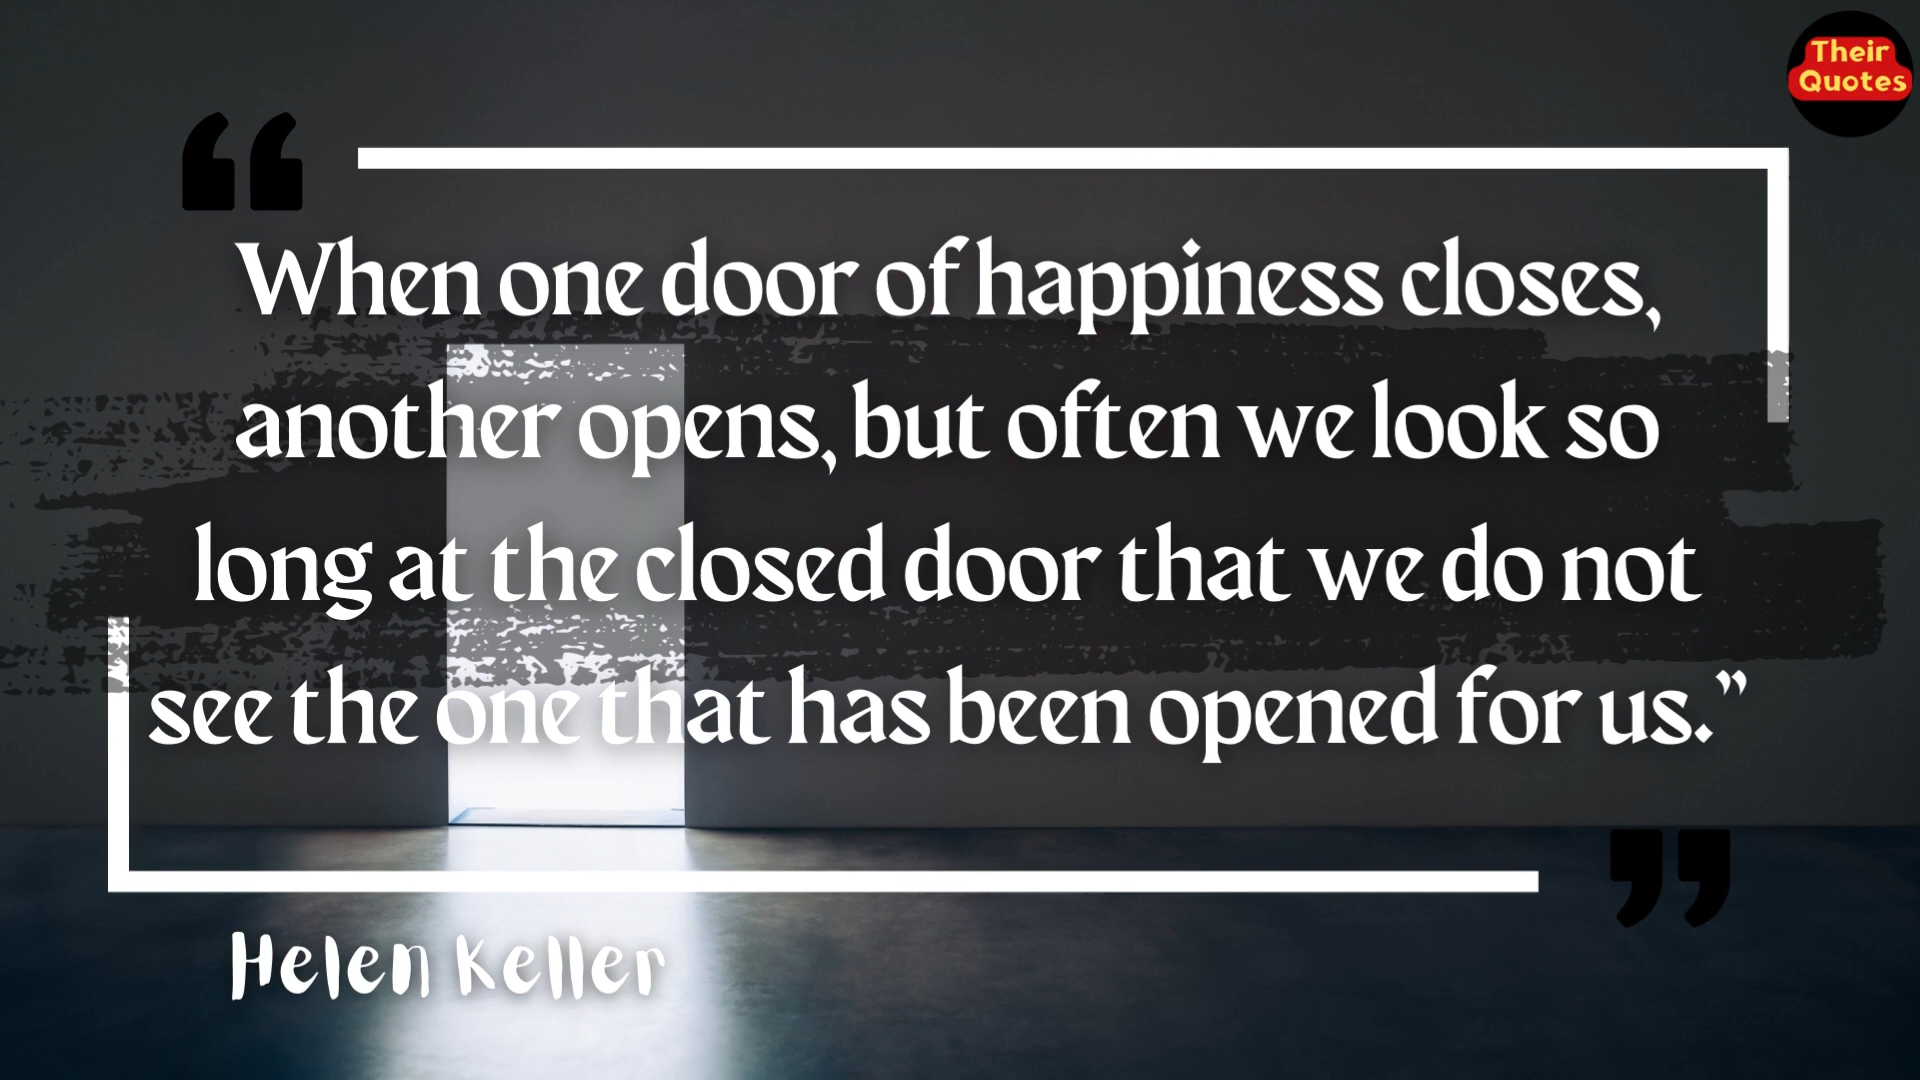 Their
Quotes
“
When one door of happiness closes,
another opens, but often we look so
long at the closed door that we do not
see the one that has been opened for us.”
”
Helen Keller